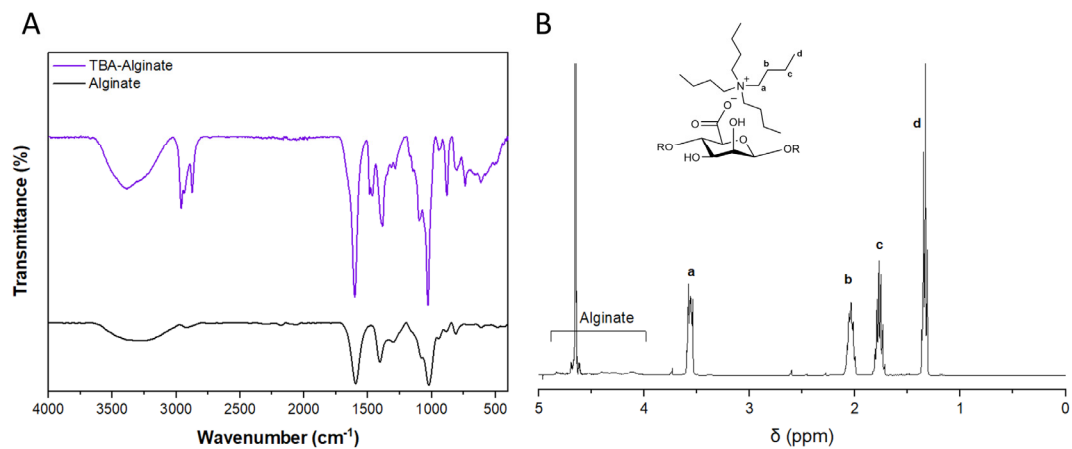 A
TBA-Alginate
Alginate
Transmittance (%)
4000 3500 3000 2500 2000 1500 1000 500
Wavenumber (cm⁻¹)
B
d
b
c
a
N
+
O
O
−
OH
O
RO
HO
OR
d
c
a
b
Alginate
5 4 3 2 1 0
δ (ppm)